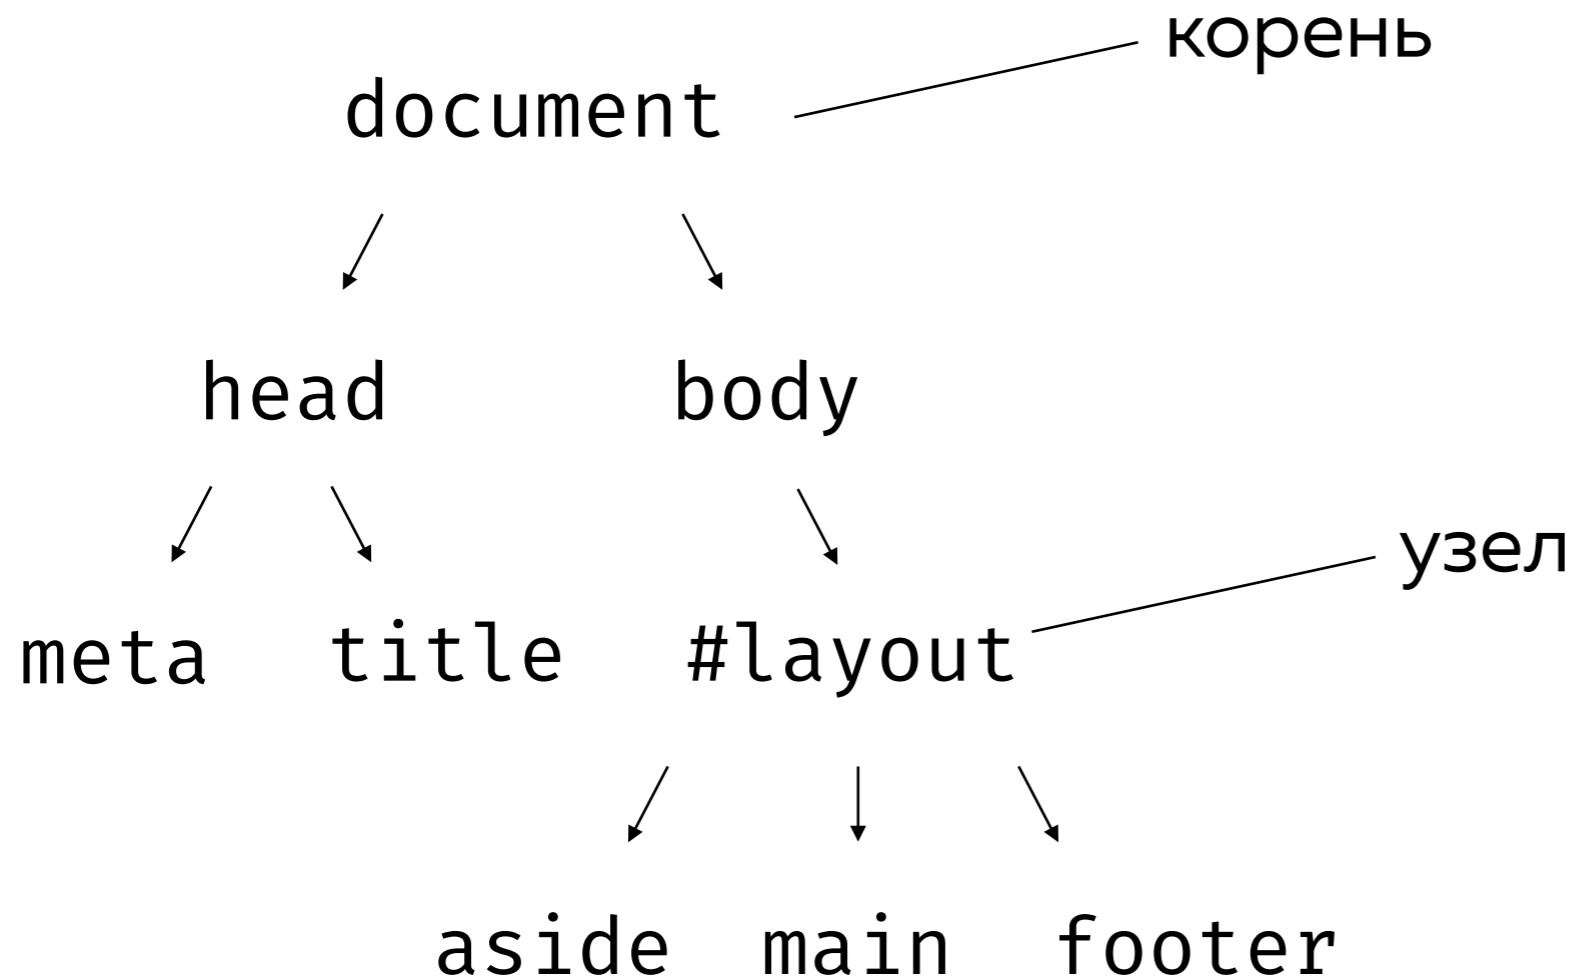 корень
document
head body
узел
meta title #layout
aside main footer